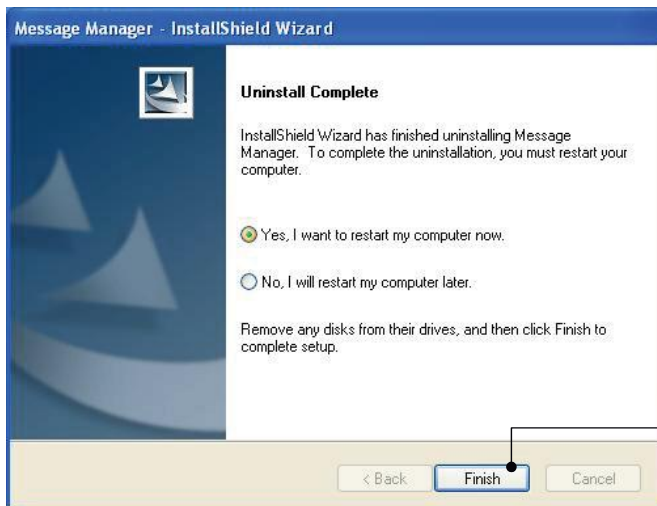 Message Manager - InstallShield Wizard
Uninstall Complete
InstallShield Wizard has finished uninstalling Message
Manager. To complete the uninstallation, you must restart your
computer.
Yes, I want to restart my computer now.
No, I will restart my computer later.
Remove any disks from their drives, and then click Finish to
complete setup.
< Back Finish Cancel